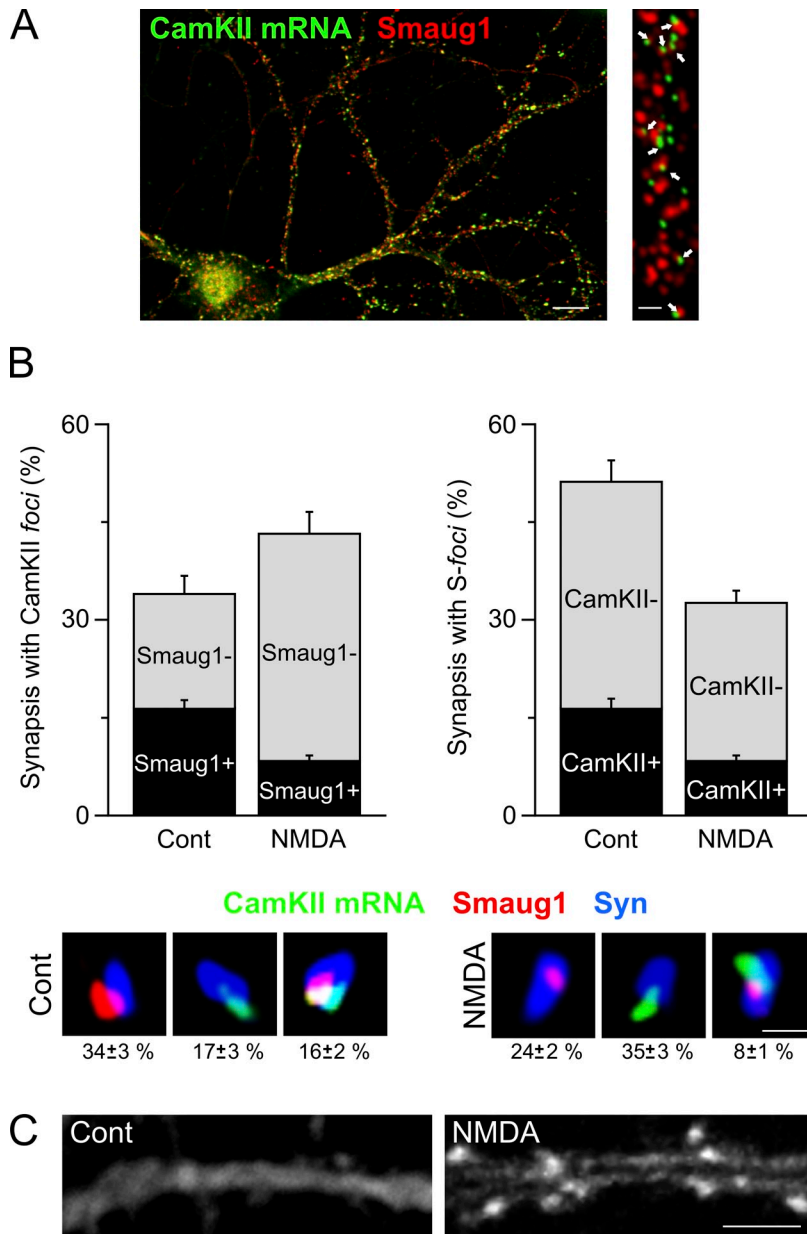 A
CamKII mRNA Smaug1
B
Synapsis with CamKII foci (%)
60
30
0
Smaug1-
Smaug1+
Smaug1-
Smaug1+
Cont NMDA
Synapsis with S-foci (%)
60
30
0
CamKII-
CamKII+
CamKII-
CamKII+
Cont NMDA
CamKII mRNA Smaug1 Syn
Cont
34±3 % 17±3 % 16±2 %
NMDA
24±2 % 35±3 % 8±1 %
C
Cont
NMDA